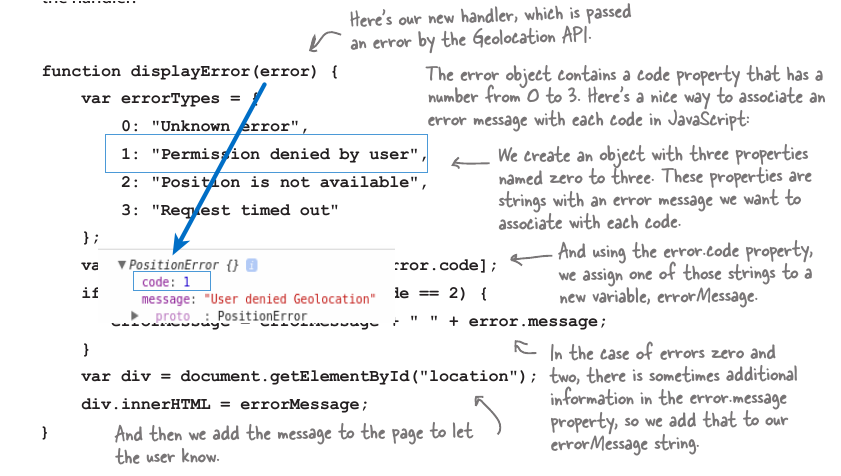 Here's our new handler, which is passed
an error by the Geolocation API.
function displayError(error) {
The error object contains a code property that has a
number from 0 to 3. Here's a nice way to associate an
error message with each code in JavaScript:
var errorTypes = {
0: "Unknown error",
1: "Permission denied by user",
2: "Position is not available",
3: "Request timed out"
};
We create an object with three properties
named zero to three. These properties are
strings with an error message we want to
associate with each code.
PositionError {}
code: 1
message: "User denied Geolocation"
proto : PositionError
rror.code];
And using the error.code property,
we assign one of those strings to a
new variable, errorMessage.
if
de == 2) {
+ " " + error.message;
}
In the case of errors zero and
two, there is sometimes additional
information in the error.message
property, so we add that to our
errorMessage string.
var div = document.getElementById("location");
div.innerHTML = errorMessage;
}
And then we add the message to the page to let
the user know.